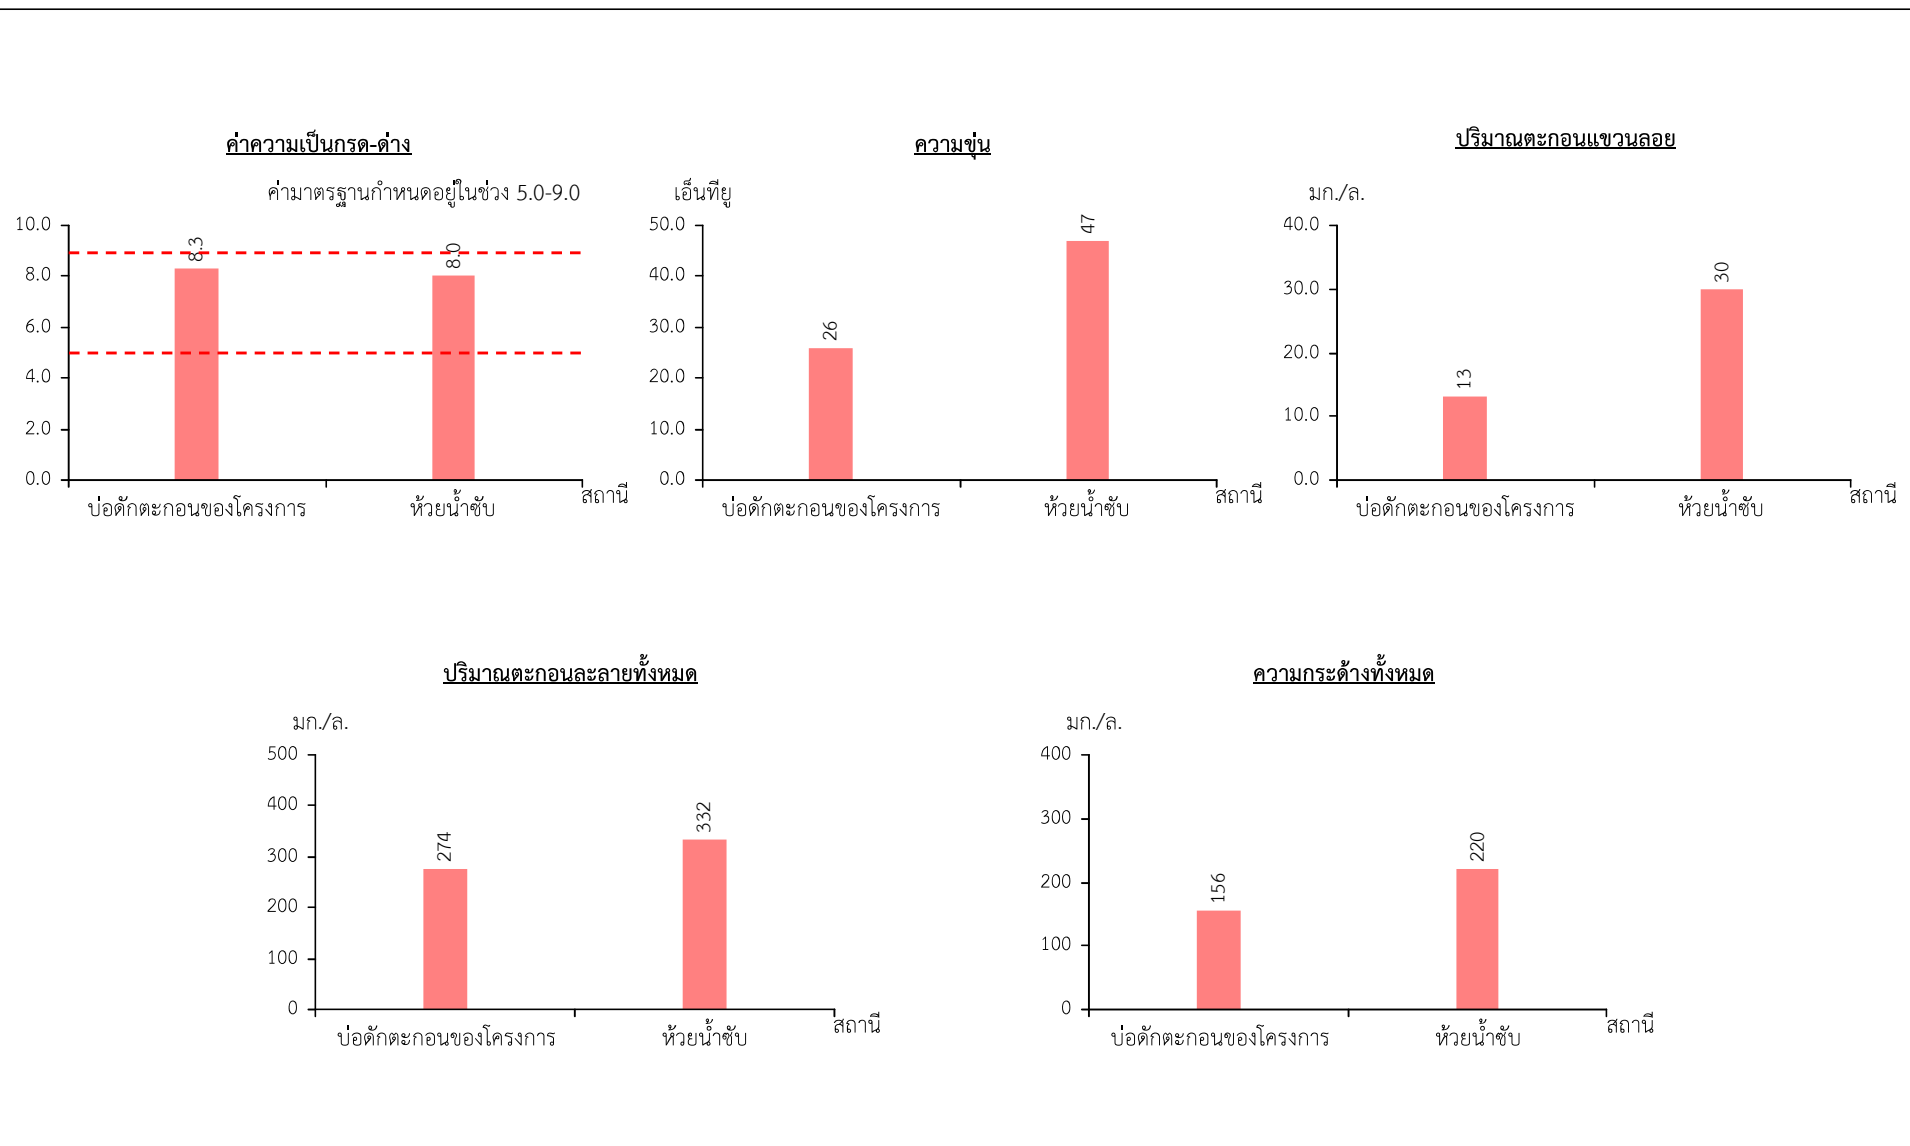 ค่าความเป็นกรด-ด่าง
ค่ามาตรฐานกำหนดอยู่ในช่วง 5.0-9.0
10.0
8.0
6.0
4.0
2.0
0.0
8.3
8.0
บ่อดักตะกอนของโครงการ
ห้วยน้ำซับ
สถานี
ความขุ่น
เอ็นทียู
50.0
40.0
30.0
20.0
10.0
0.0
26
47
บ่อดักตะกอนของโครงการ
ห้วยน้ำซับ
สถานี
ปริมาณตะกอนแขวนลอย
มก./ล.
40.0
30.0
20.0
10.0
0.0
13
30
บ่อดักตะกอนของโครงการ
ห้วยน้ำซับ
สถานี
ปริมาณตะกอนละลายทั้งหมด
มก./ล.
500
400
300
200
100
0
274
332
บ่อดักตะกอนของโครงการ
ห้วยน้ำซับ
สถานี
ความกระด้างทั้งหมด
มก./ล.
400
300
200
100
0
156
220
บ่อดักตะกอนของโครงการ
ห้วยน้ำซับ
สถานี